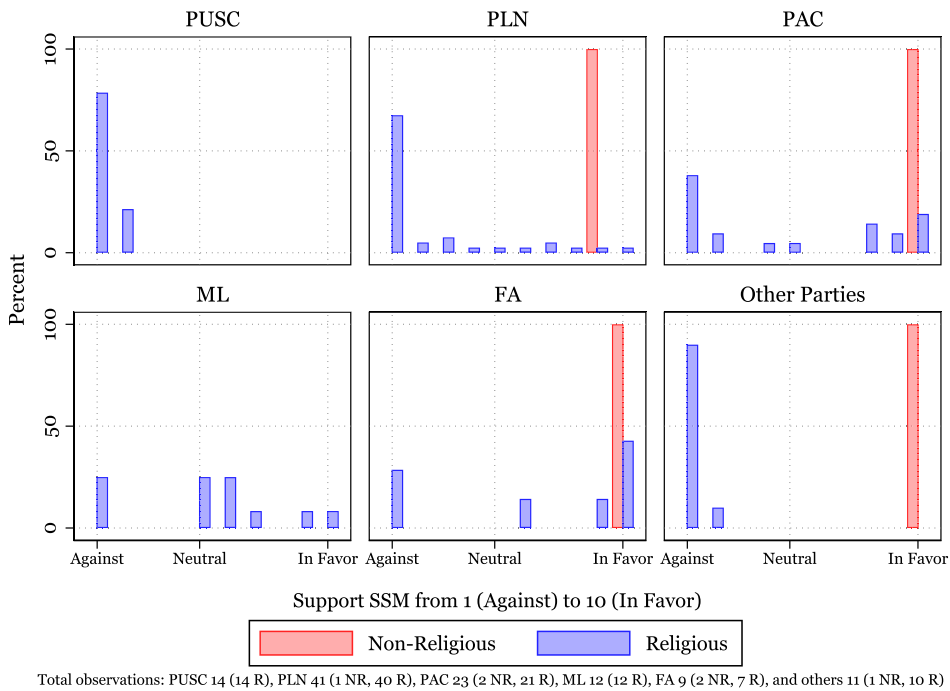 PUSC
PLN
PAC
Percent
100
50
0
ML
FA
Other Parties
100
50
0
Against Neutral In Favor
Against Neutral In Favor
Against Neutral In Favor
Support SSM from 1 (Against) to 10 (In Favor)
Non-Religious Religious
Total observations: PUSC 14 (14 R), PLN 41 (1 NR, 40 R), PAC 23 (2 NR, 21 R), ML 12 (12 R), FA 9 (2 NR, 7 R), and others 11 (1 NR, 10 R)